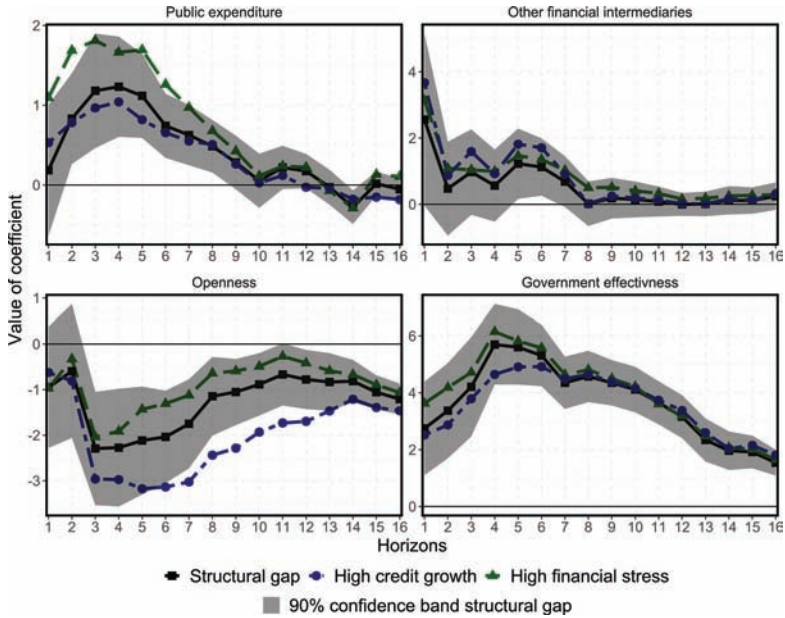 Public expenditure
Other financial intermediaries
2
1
0
4
2
0
1 2 3 4 5 6 7 8 9 10 11 12 13 14 15 16
1 2 3 4 5 6 7 8 9 10 11 12 13 14 15 16
Value of coefficient
Openness
Government effectivness
1
0
-1
-2
-3
6
4
2
0
1 2 3 4 5 6 7 8 9 10 11 12 13 14 15 16
1 2 3 4 5 6 7 8 9 10 11 12 13 14 15 16
Horizons
Structural gap High credit growth High financial stress
90% confidence band structural gap